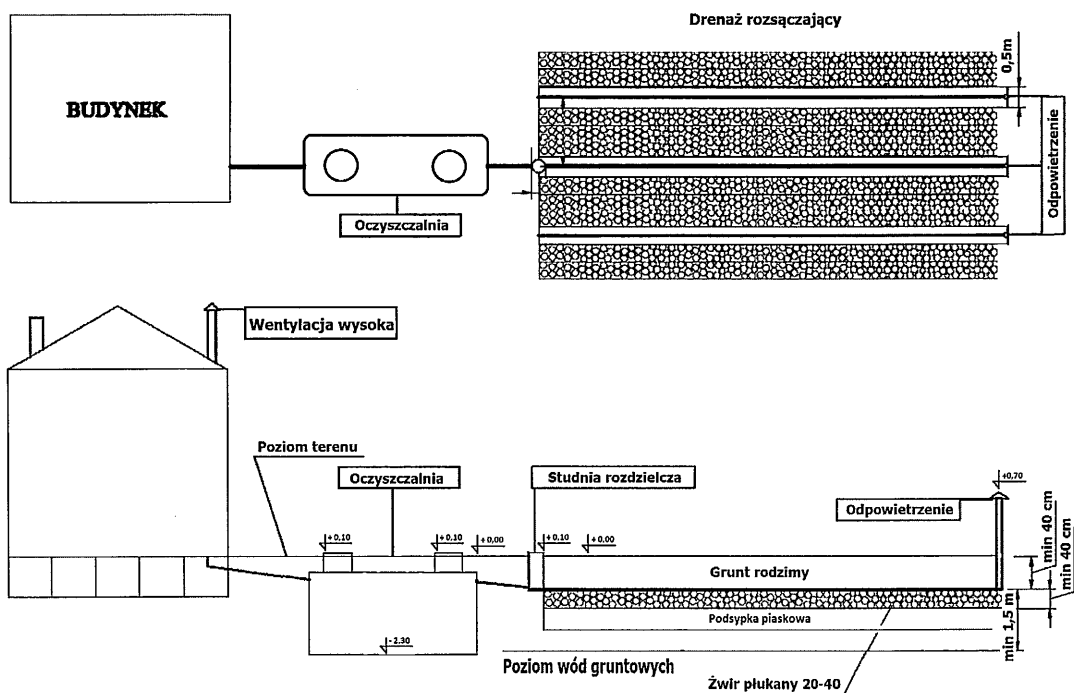 Drenaż rozsączający
0,5m
BUDYNEK
Odpowietrzenie
Oczyszczalnia
Wentylacja wysoka
Poziom terenu
Oczyszczalnia
Studnia rozdzielcza
+0,70
Odpowietrzenie
+0,10
+0,10
+0,00
+0,10
+0,00
min 40 cm
min 40 cm
Grunt rodzimy
Podsypka piaskowa
min 1,5 m
-2,30
Poziom wód gruntowych
Żwir płukany 20-40